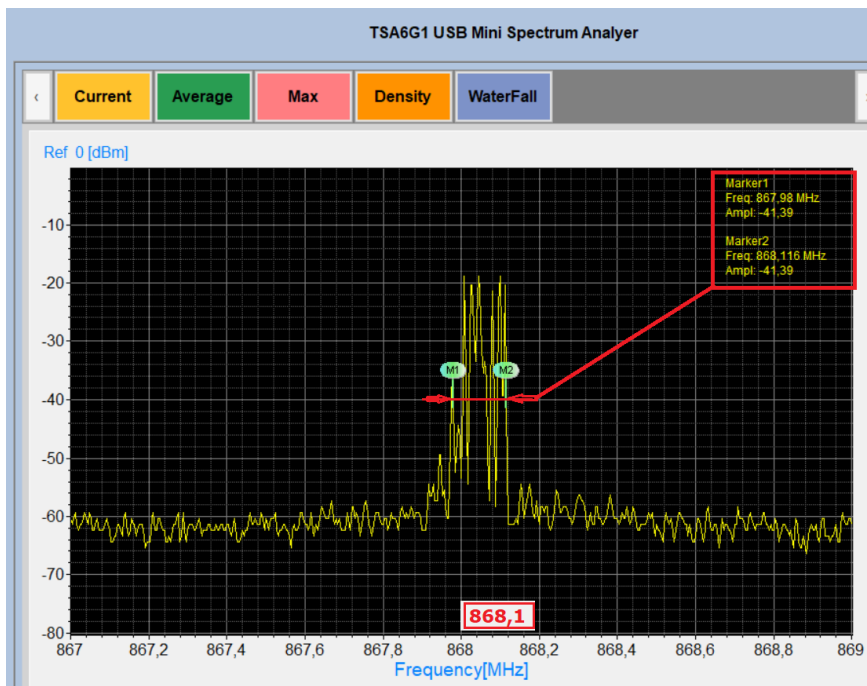 TSA6G1 USB Mini Spectrum Analyer
‹ Current Average Max Density WaterFall
Ref 0 [dBm]
Marker1
Freq: 867,98 MHz
Ampl: -41,39
Marker2
Freq: 868,116 MHz
Ampl: -41,39
-10
-20
-30
M1 M2
-40
-50
-60
-70
868,1
-80
867 867,2 867,4 867,6 867,8 868 868,2 868,4 868,6 868,8 869
Frequency[MHz]